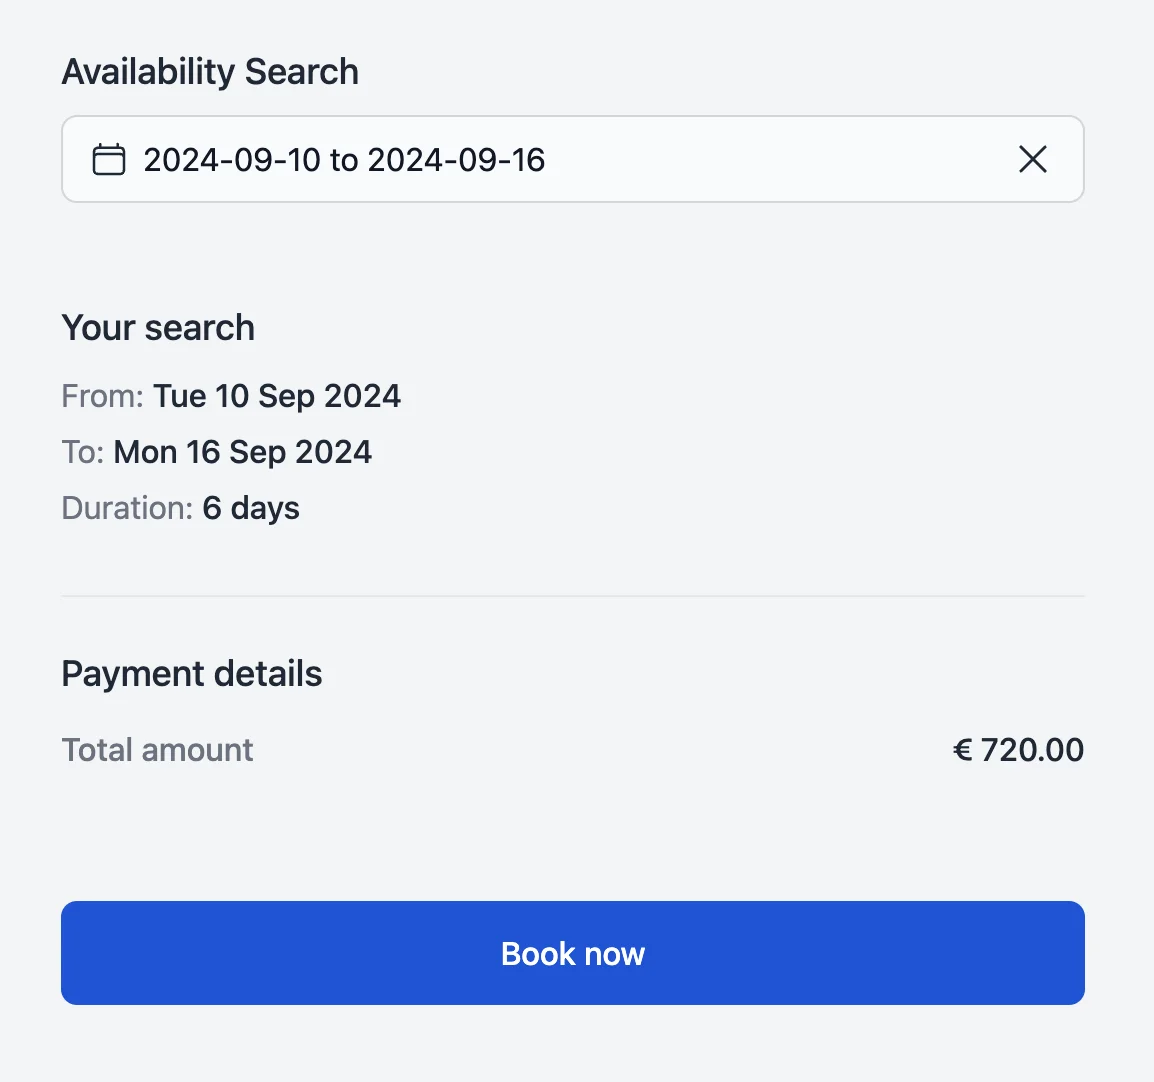 Availability Search
2024-09-10 to 2024-09-16
Your search
From: Tue 10 Sep 2024
To: Mon 16 Sep 2024
Duration: 6 days
Payment details
Total amount € 720.00
Book now